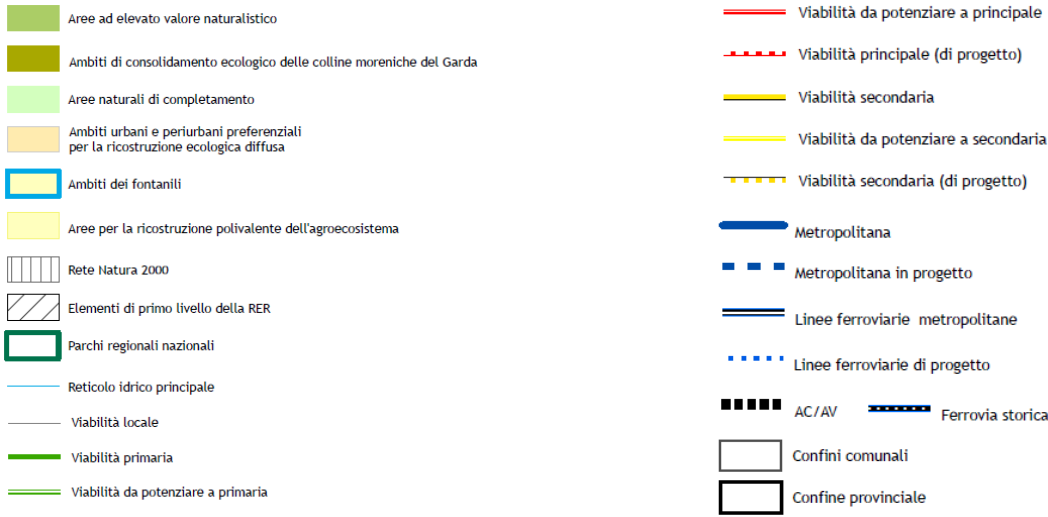 Aree ad elevato valore naturalistico
Ambiti di consolidamento ecologico delle colline moreniche del Garda
Aree naturali di completamento
Ambiti urbani e periurbani preferenziali
per la ricostruzione ecologica diffusa
Ambiti dei fontanili
Aree per la ricostruzione polivalente dell'agroecosistema
Rete Natura 2000
Elementi di primo livello della RER
Parchi regionali nazionali
Reticolo idrico principale
Viabilità locale
Viabilità primaria
Viabilità da potenziare a primaria
Viabilità da potenziare a principale
Viabilità principale (di progetto)
Viabilità secondaria
Viabilità da potenziare a secondaria
Viabilità secondaria (di progetto)
Metropolitana
Metropolitana in progetto
Linee ferroviarie metropolitane
Linee ferroviarie di progetto
AC/AV Ferrovia storica
Confini comunali
Confine provinciale